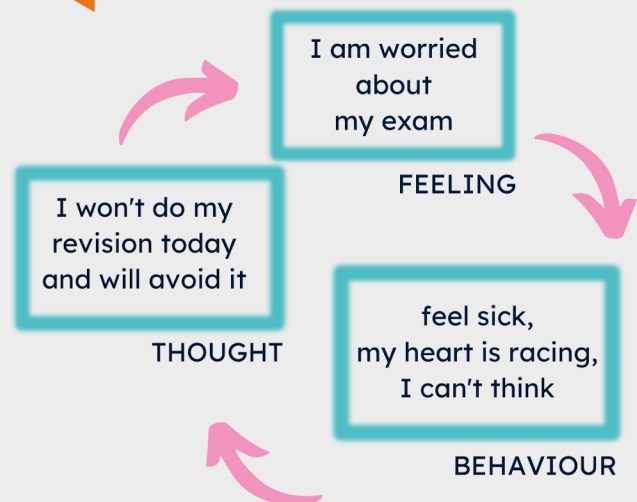 I am worried
about
my exam
FEELING
I won't do my
revision today
and will avoid it
THOUGHT
feel sick,
my heart is racing,
I can't think
BEHAVIOUR